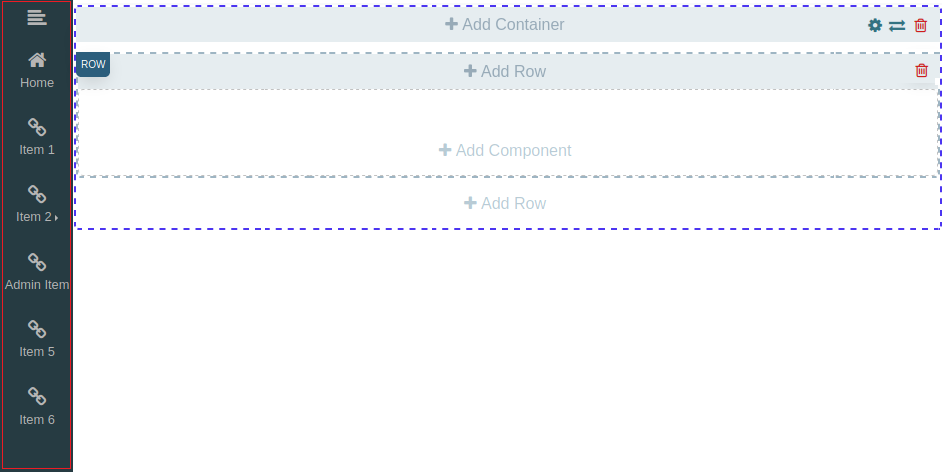 Home
Item 1
Item 2
Admin Item
Item 5
Item 6
Add Container
ROW
Add Row
Add Component
Add Row